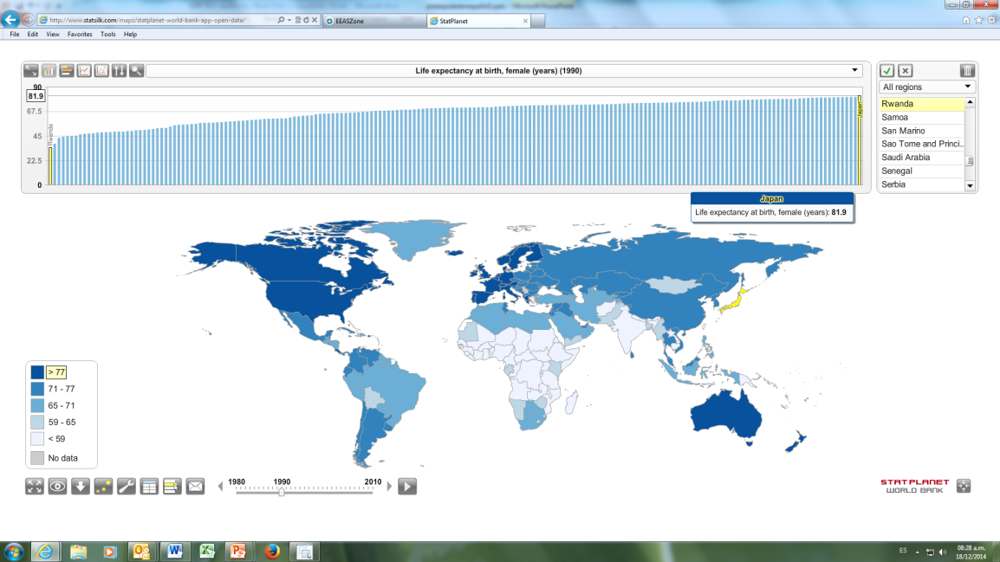 http://www.statsilk.com/maps/statplanet-world-bank-app-open-data/
EEASZone
StatPlanet
File Edit View Favorites Tools Help
Life expectancy at birth, female (years) (1990)
90
81.9
67.5
45
22.5
0
Rwanda
Japan
All regions
Rwanda
Samoa
San Marino
Sao Tome and Princi..
Saudi Arabia
Senegal
Serbia
Japan
Life expectancy at birth, female (years): 81.9
> 77
71 - 77
65 - 71
59 - 65
< 59
No data
1980 1990 2010
STATPLANET
WORLD BANK
ES
08:28 a.m.
18/12/2014